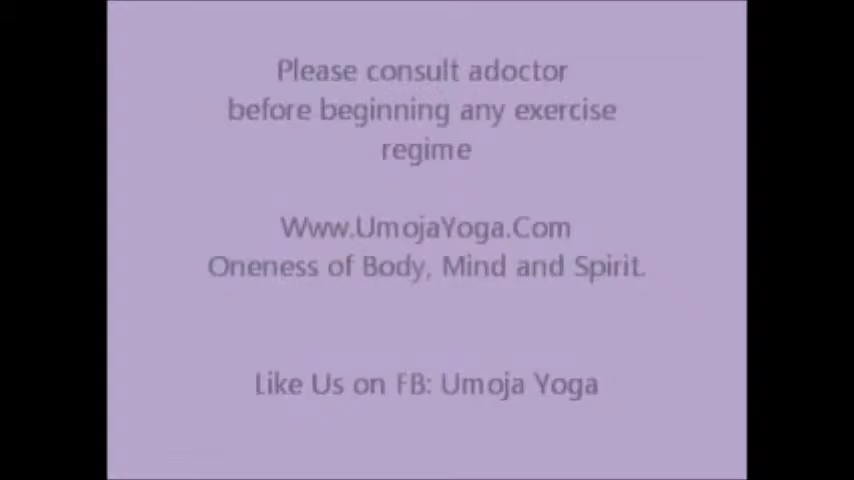 Please consult adoctor
before beginning any exercise
regime
Www.UmojaYoga.Com
Oneness of Body, Mind and Spirit.
Like Us on FB: Umoja Yoga